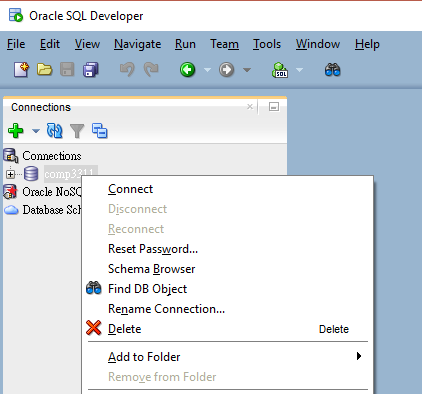 Oracle SQL Developer
File Edit View Navigate Run Team Tools Window Help
SQL
Connections
Connections
comp3311
Oracle NoSQ
Database Sch
Connect
Disconnect
Reconnect
Reset Password...
Schema Browser
Find DB Object
Rename Connection...
Delete Delete
Add to Folder
Remove from Folder